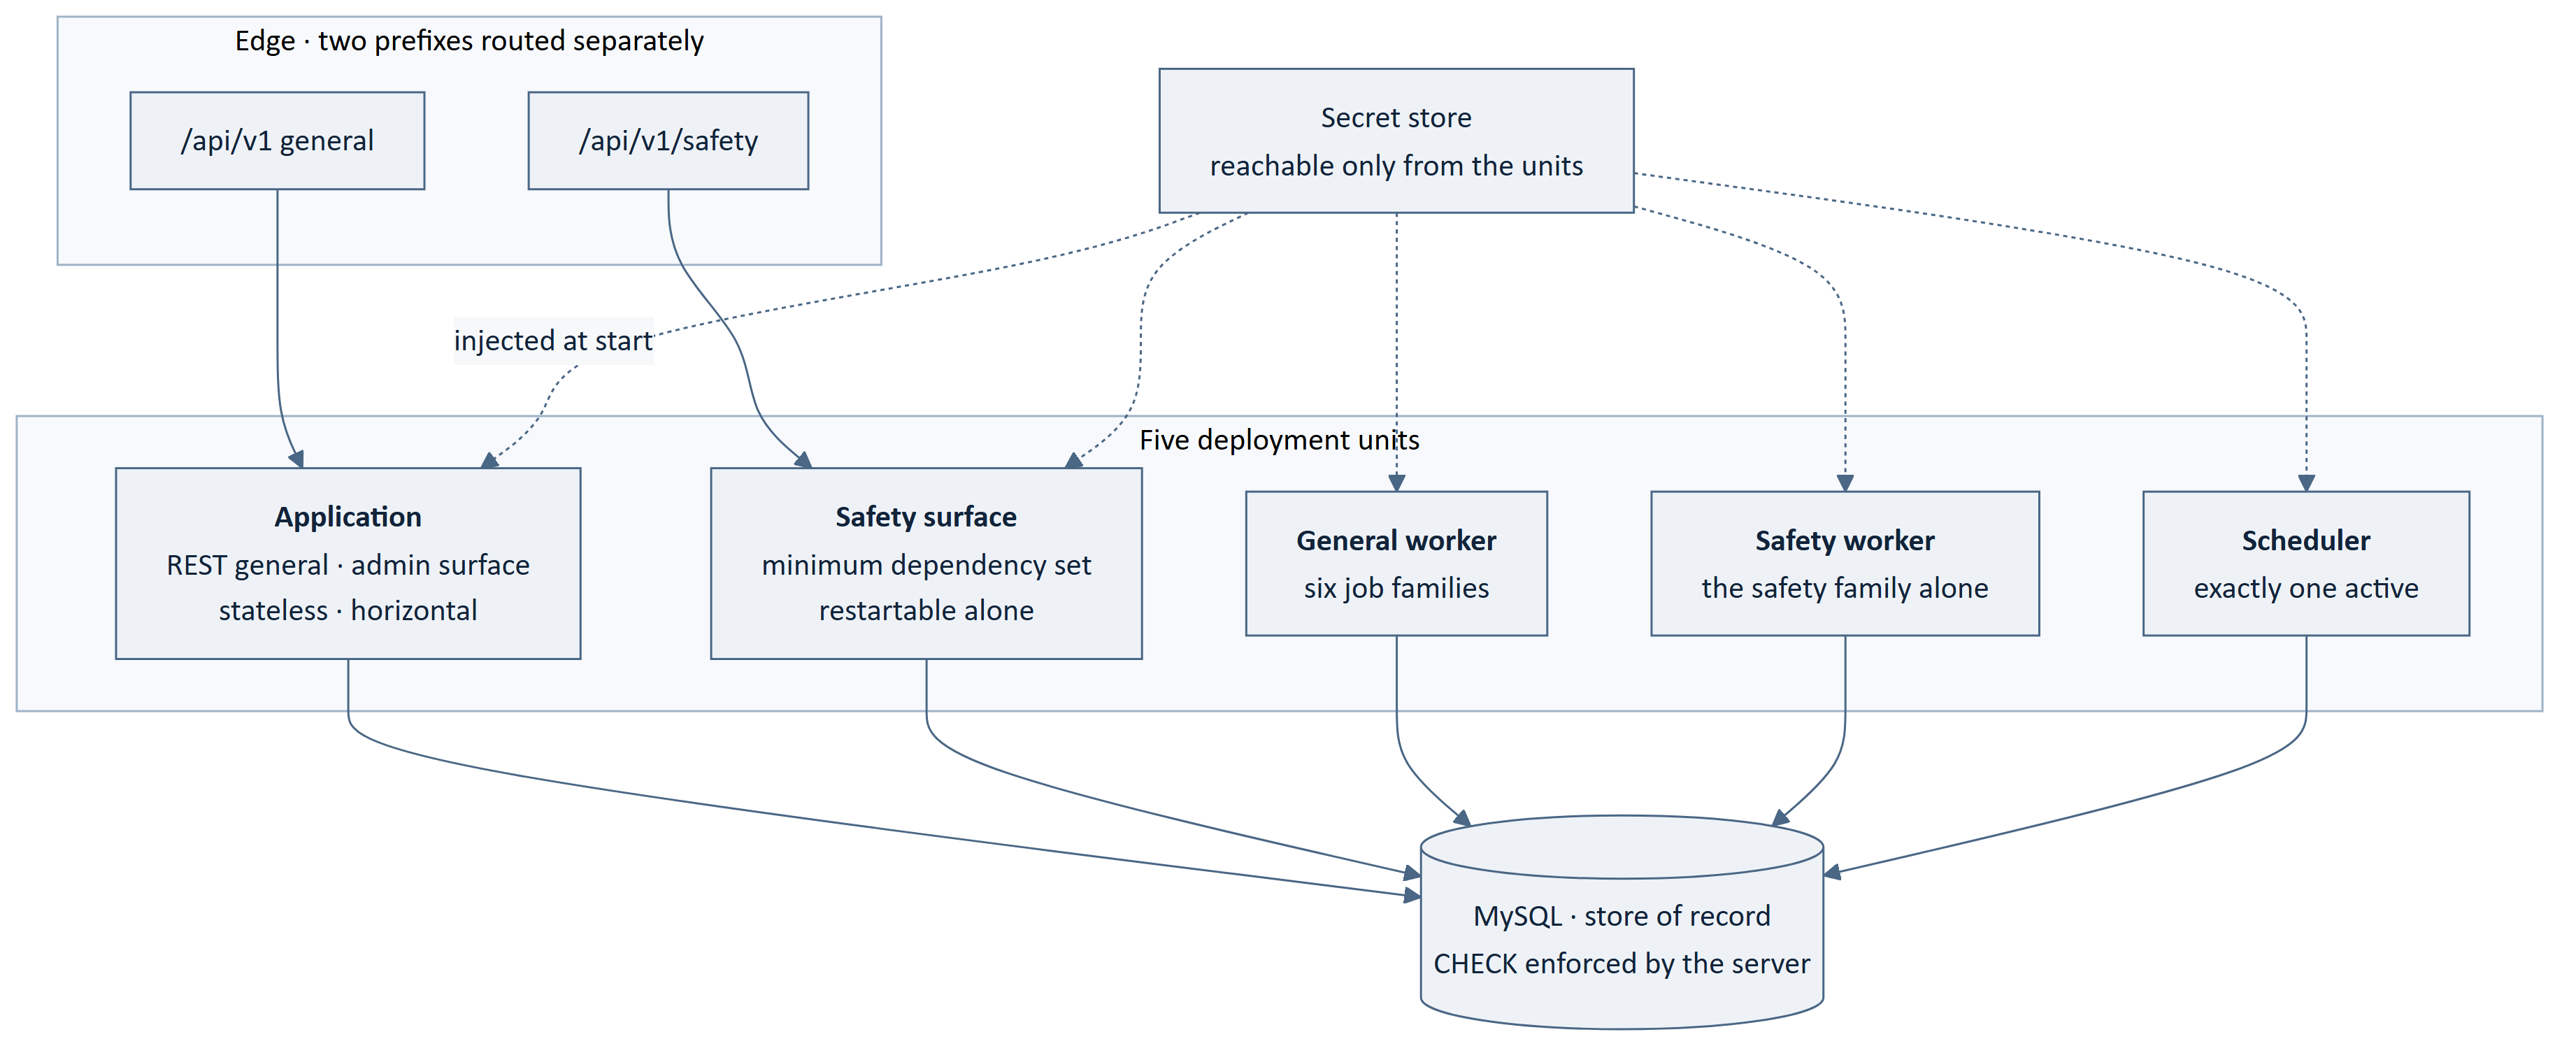 Edge · two prefixes routed separately
/api/v1 general
/api/v1/safety
Secret store
reachable only from the units
injected at start
Five deployment units
Application
REST general · admin surface
stateless · horizontal
Safety surface
minimum dependency set
restartable alone
General worker
six job families
Safety worker
the safety family alone
Scheduler
exactly one active
MySQL · store of record
CHECK enforced by the server